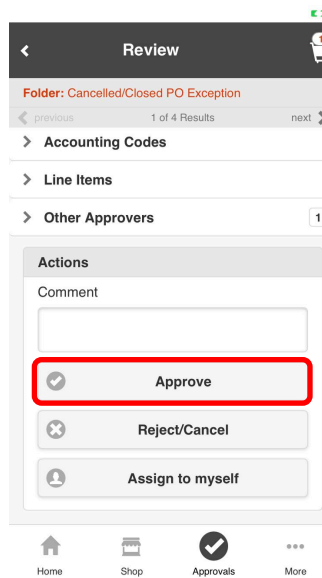 Review
1
Folder: Cancelled/Closed PO Exception
previous 1 of 4 Results next
Accounting Codes
Line Items
Other Approvers 1
Actions
Comment
Approve
Reject/Cancel
Assign to myself
Home Shop Approvals More